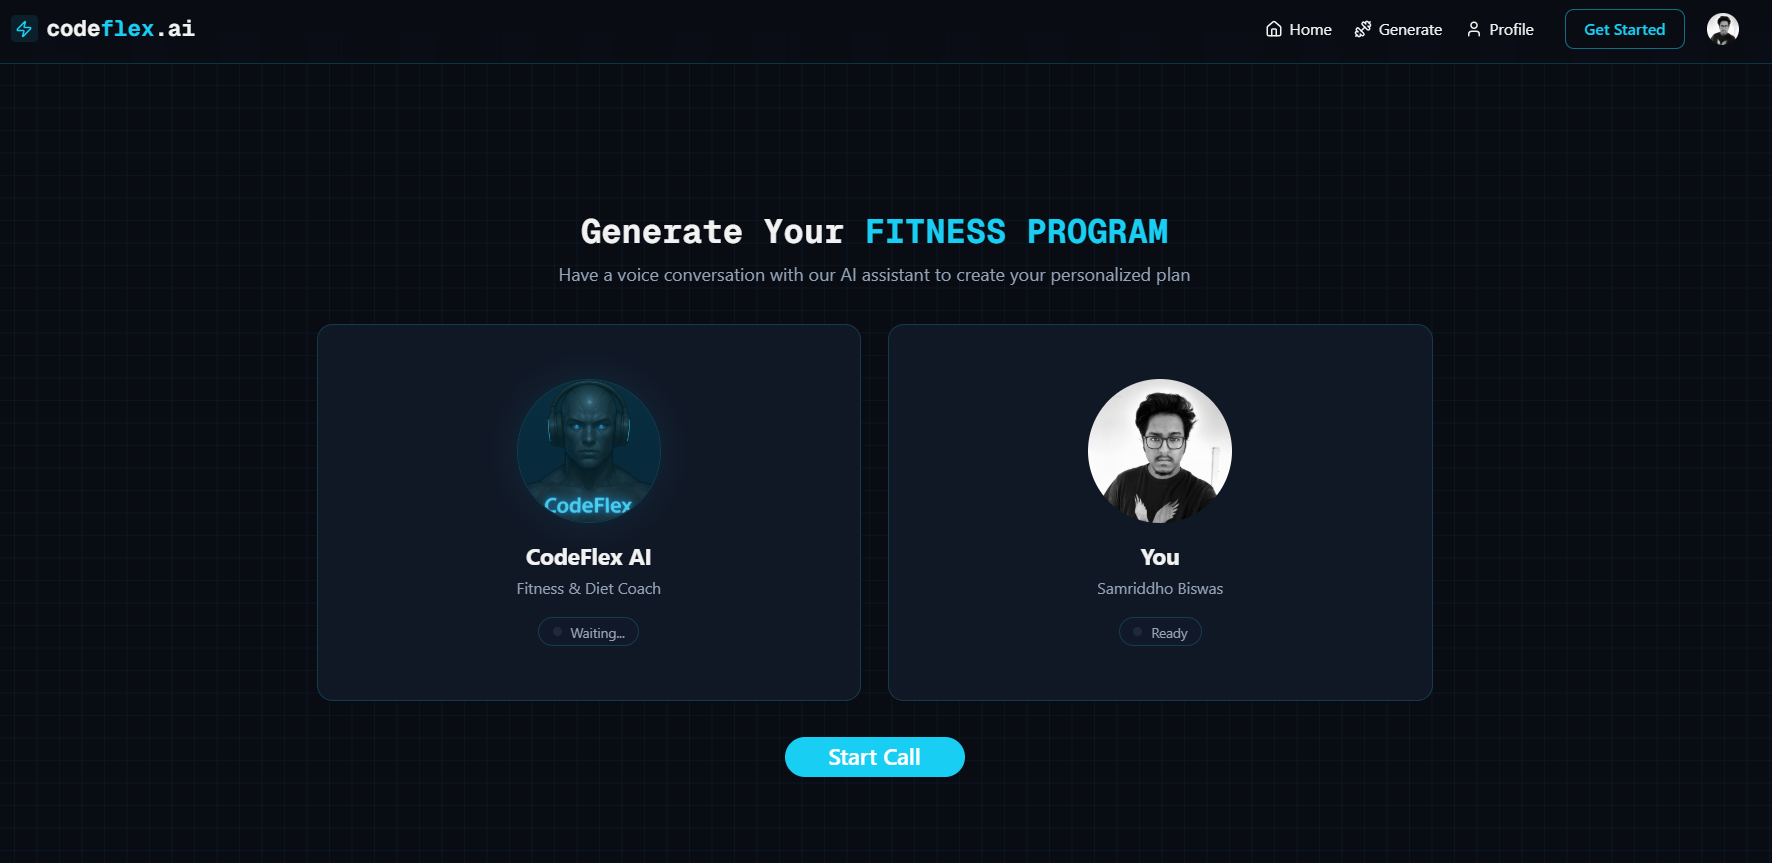 codeflex.ai
Home
Generate
Profile
Get Started
Generate Your FITNESS PROGRAM
Have a voice conversation with our AI assistant to create your personalized plan
CodeFlex
CodeFlex AI
Fitness & Diet Coach
Waiting...
You
Samriddho Biswas
Ready
Start Call